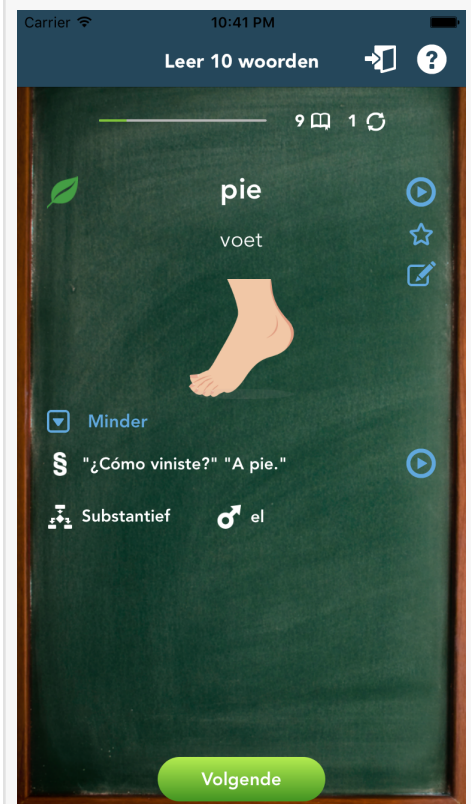 Carrier 10:41 PM
Leer 10 woorden ?
9 1
pie
voet
Minder
§ "¿Cómo viniste?" "A pie."
Substantief ♂ el
Volgende